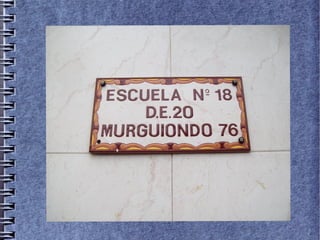 ESCUELA Nº 18
D.E.20
MURGUIONDO 76